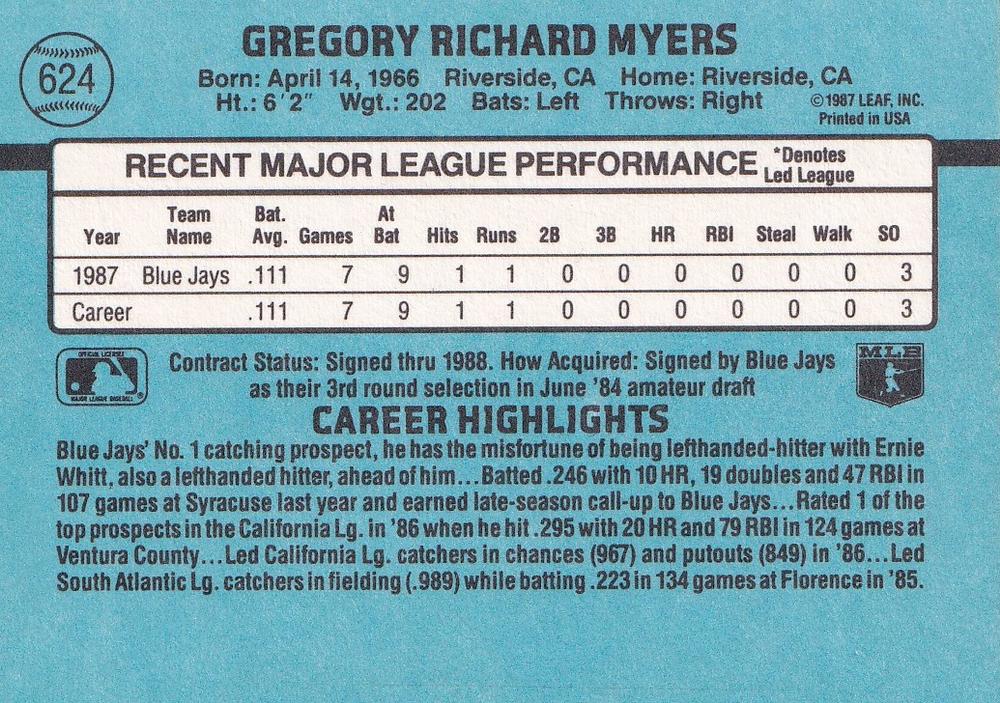 624
GREGORY RICHARD MYERS
Born: April 14, 1966 Riverside, CA Home: Riverside, CA
Ht.: 6'2" Wgt.: 202 Bats: Left Throws: Right
©1987 LEAF, INC.
Printed in USA
RECENT MAJOR LEAGUE PERFORMANCE *Denotes
Led League
Year Team Name Bat. Avg. Games At Bat Hits Runs 2B 3B HR RBI Steal Walk SO
1987 Blue Jays .111 7 9 1 1 0 0 0 0 0 0 3
Career .111 7 9 1 1 0 0 0 0 0 0 3
OFFICIAL LICENSEE
MAJOR LEAGUE BASEBALL
®
MLB
Contract Status: Signed thru 1988. How Acquired: Signed by Blue Jays
as their 3rd round selection in June '84 amateur draft
CAREER HIGHLIGHTS
Blue Jays' No. 1 catching prospect, he has the misfortune of being lefthanded-hitter with Ernie
Whitt, also a lefthanded hitter, ahead of him...Batted .246 with 10 HR, 19 doubles and 47 RBI in
107 games at Syracuse last year and earned late-season call-up to Blue Jays...Rated 1 of the
top prospects in the California Lg. in '86 when he hit .295 with 20 HR and 79 RBI in 124 games at
Ventura County...Led California Lg. catchers in chances (967) and putouts (849) in '86...Led
South Atlantic Lg. catchers in fielding (.989) while batting .223 in 134 games at Florence in '85.